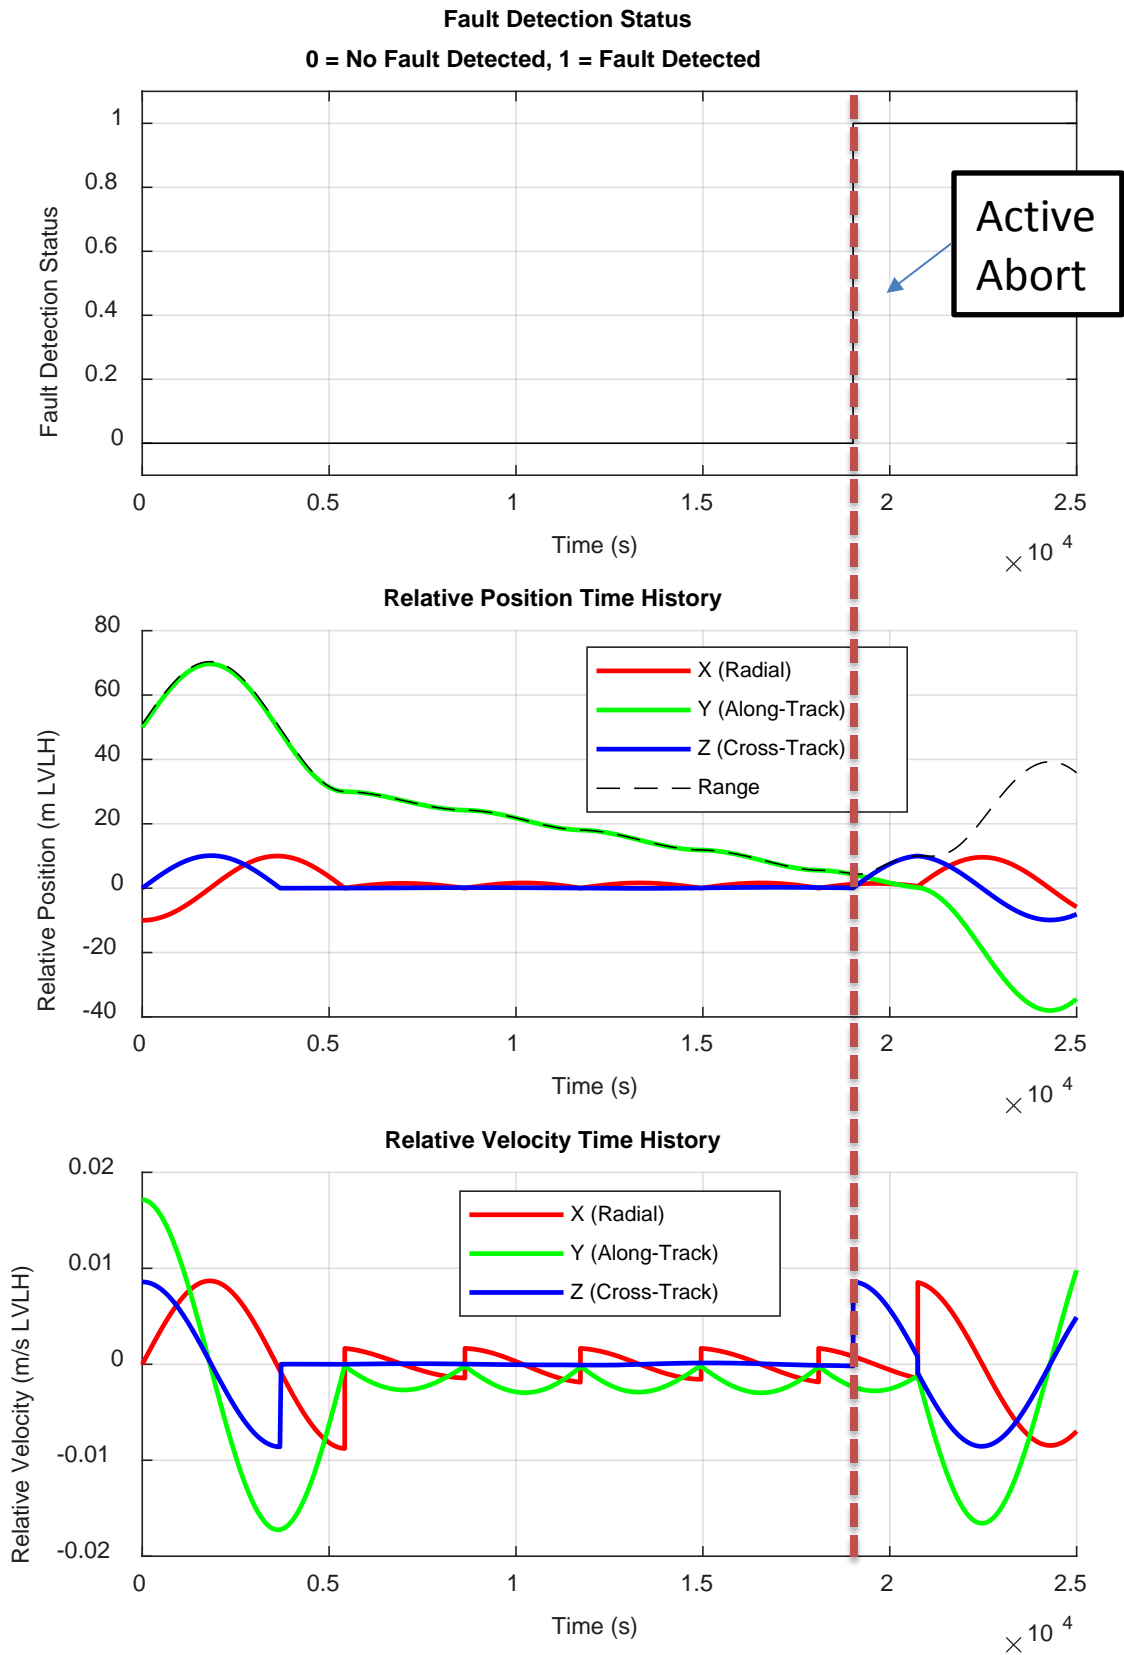 Fault Detection Status
0 = No Fault Detected, 1 = Fault Detected
1
0.8
0.6
0.4
0.2
0
Fault Detection Status
Active
Abort
0 0.5 1 1.5 2 2.5
Time (s)
× 10 4
Relative Position Time History
80
60
40
20
0
-20
-40
Relative Position (m LVLH)
X (Radial)
Y (Along-Track)
Z (Cross-Track)
Range
0 0.5 1 1.5 2 2.5
Time (s)
× 10 4
Relative Velocity Time History
0.02
0.01
0
-0.01
-0.02
Relative Velocity (m/s LVLH)
X (Radial)
Y (Along-Track)
Z (Cross-Track)
0 0.5 1 1.5 2 2.5
Time (s)
× 10 4